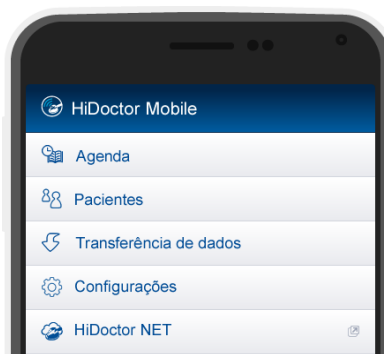 HiDoctor Mobile
Agenda
Pacientes
Transferência de dados
Configurações
HiDoctor NET